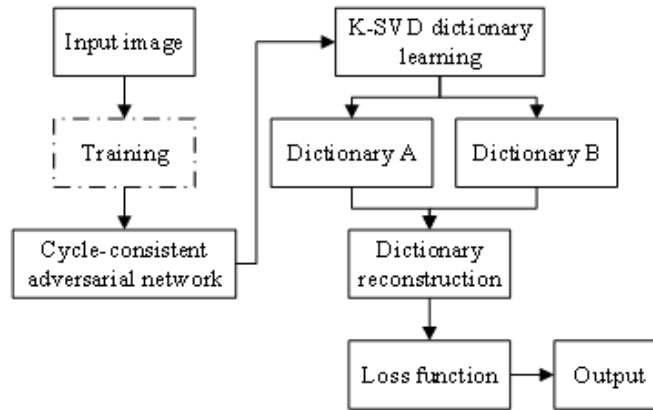 Input image
Training
Cycle-consistent
adversarial network
K-SVD dictionary
learning
Dictionary A
Dictionary B
Dictionary
reconstruction
Loss function
Output